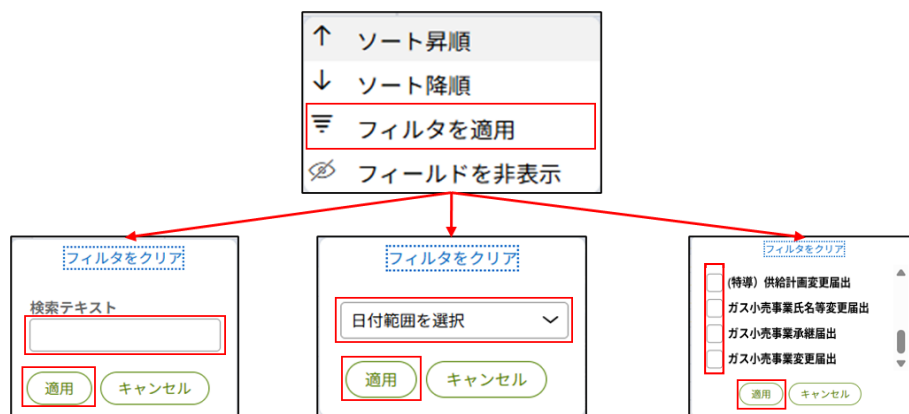 ソート昇順
ソート降順
フィルタを適用
フィールドを非表示
フィルタをクリア
検索テキスト
適用
キャンセル
フィルタをクリア
日付範囲を選択
適用
キャンセル
フィルタをクリア
(特導）供給計画変更届出
ガス小売事業氏名等変更届出
ガス小売事業承継届出
ガス小売事業変更届出
適用
キャンセル